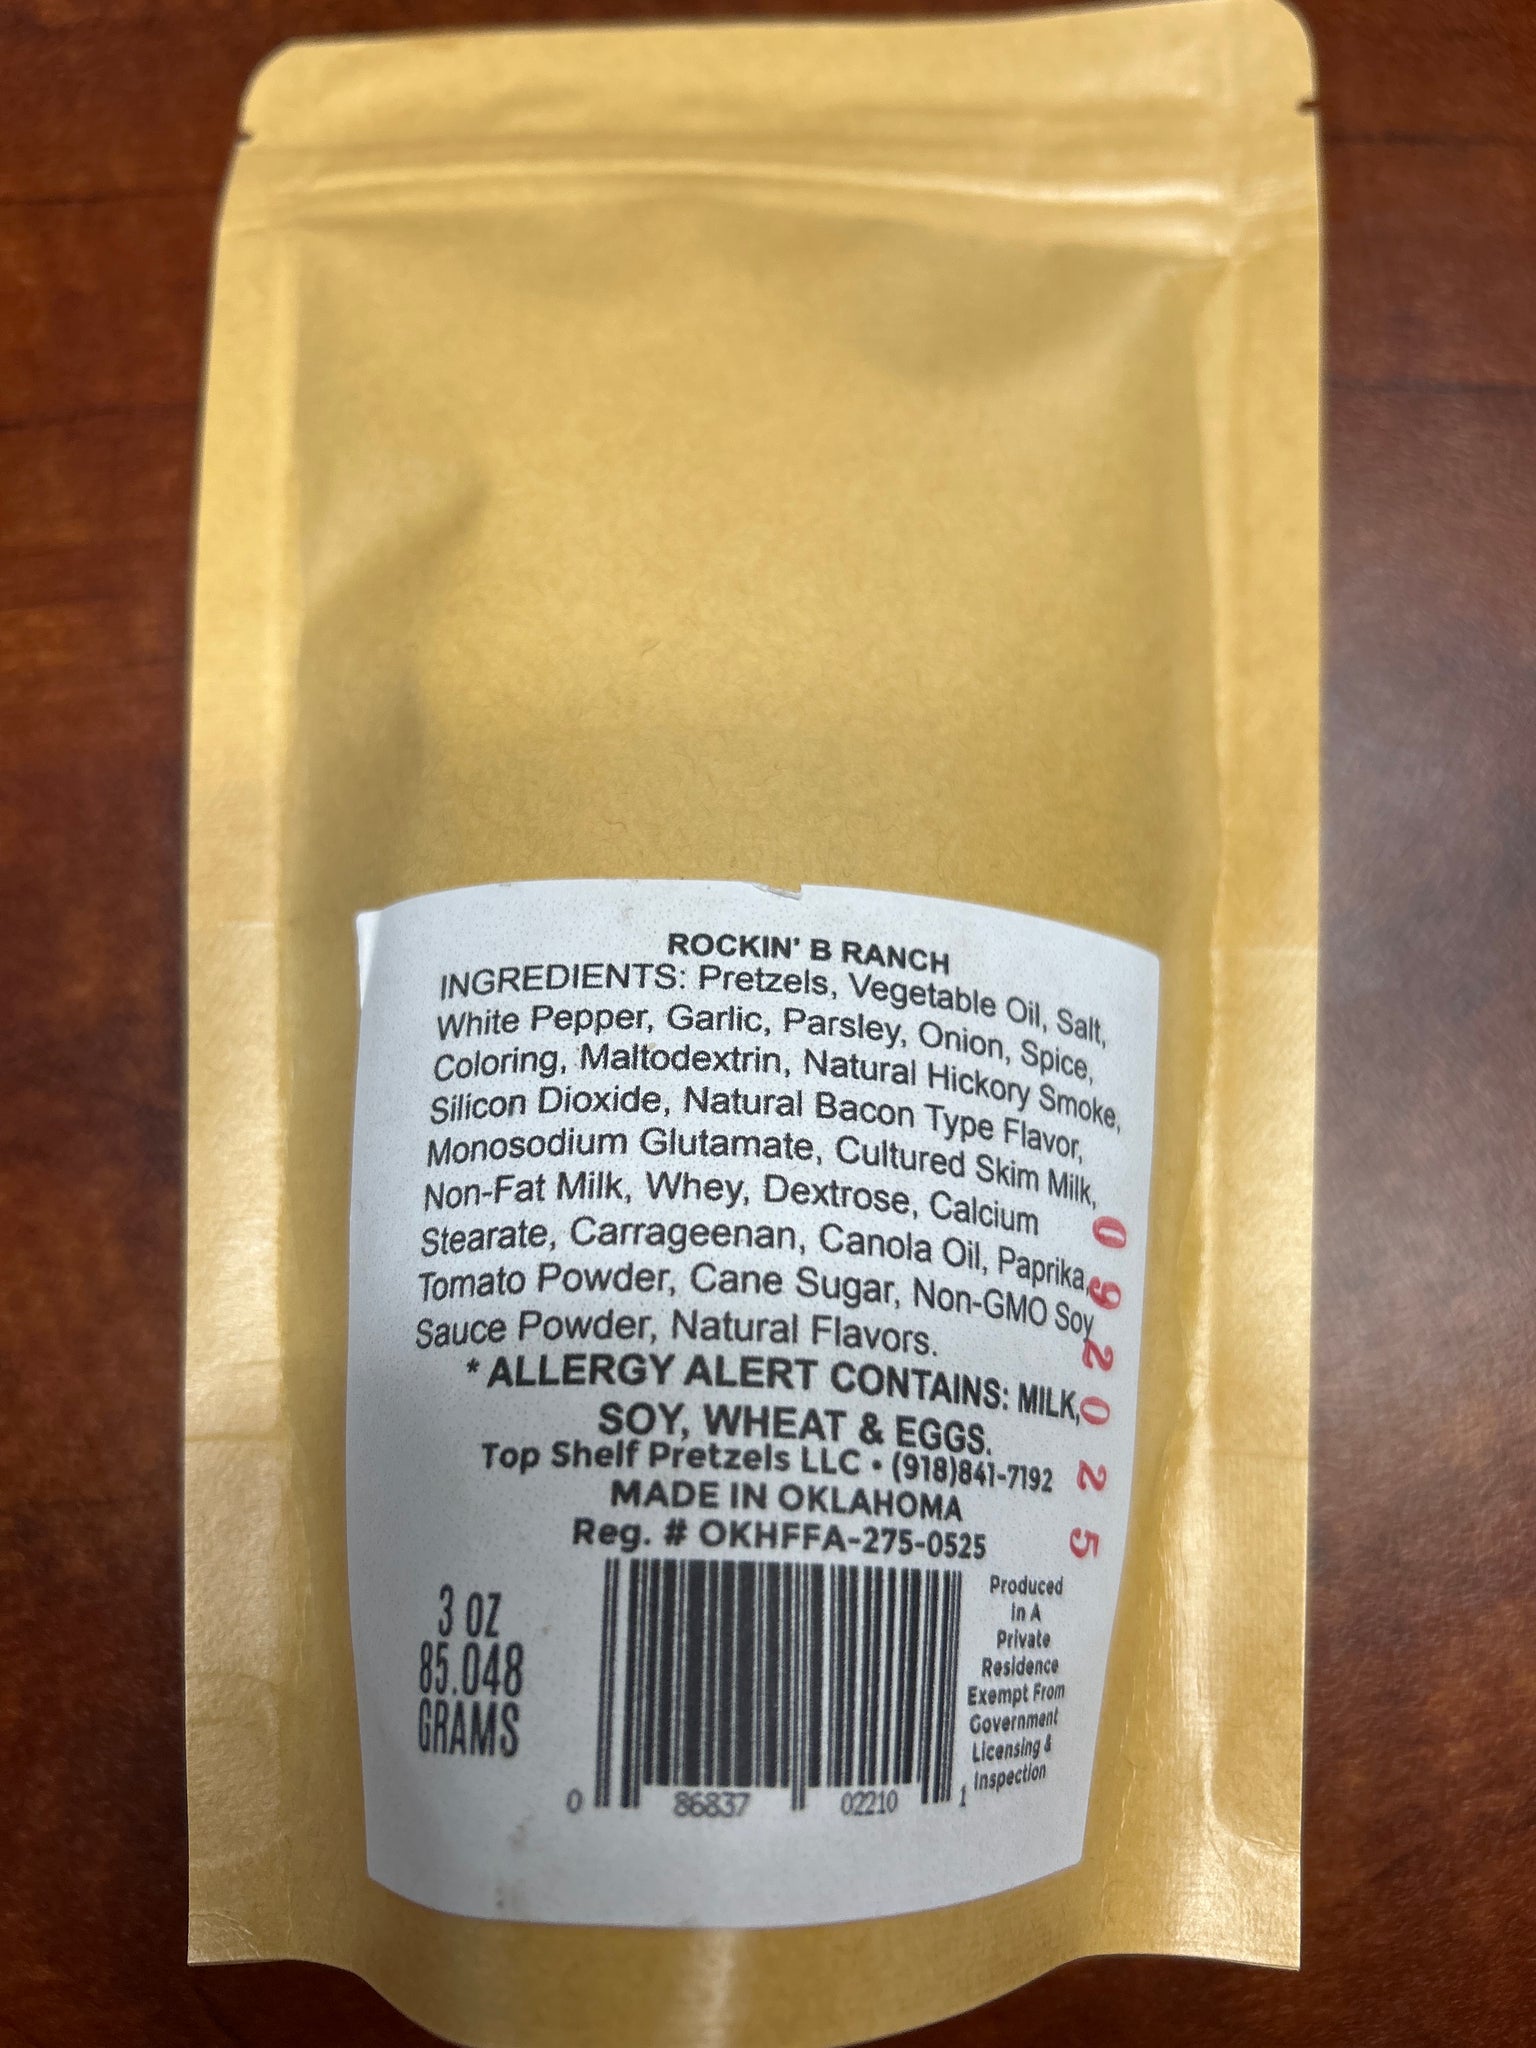 ROCKIN' B RANCH
INGREDIENTS: Pretzels, Vegetable Oil, Salt,
White Pepper, Garlic, Parsley, Onion, Spice,
Coloring, Maltodextrin, Natural Hickory Smoke,
Silicon Dioxide, Natural Bacon Type Flavor,
Monosodium Glutamate, Cultured Skim Milk,
Non-Fat Milk, Whey, Dextrose, Calcium
Stearate, Carrageenan, Canola Oil, Paprika,
Tomato Powder, Cane Sugar, Non-GMO Soy
Sauce Powder, Natural Flavors.
* ALLERGY ALERT CONTAINS: MILK,
SOY, WHEAT & EGGS.
Top Shelf Pretzels LLC • (918)841-7192
MADE IN OKLAHOMA
Reg. # OKHFFA-275-0525
092025
3 OZ
85.048
GRAMS
0 86837 02210 1
Produced
In A
Private
Residence
Exempt From
Government
Licensing &
Inspection